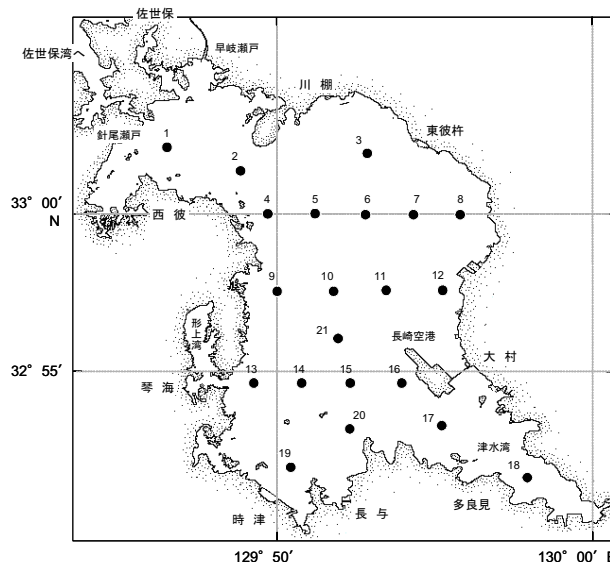 佐世保
佐世保湾へ
早岐瀬戸
川 棚
東彼杵
針尾瀬戸
1
2
3
33° 00′
N
西 彼
4 5 6 7 8
9 10 11 12
21
形上湾
長崎空港
大 村
32° 55′
琴 海
13 14 15 16
20
17
津水湾
19
18
多良見
長 与
時 津
129° 50′
130° 00′ E